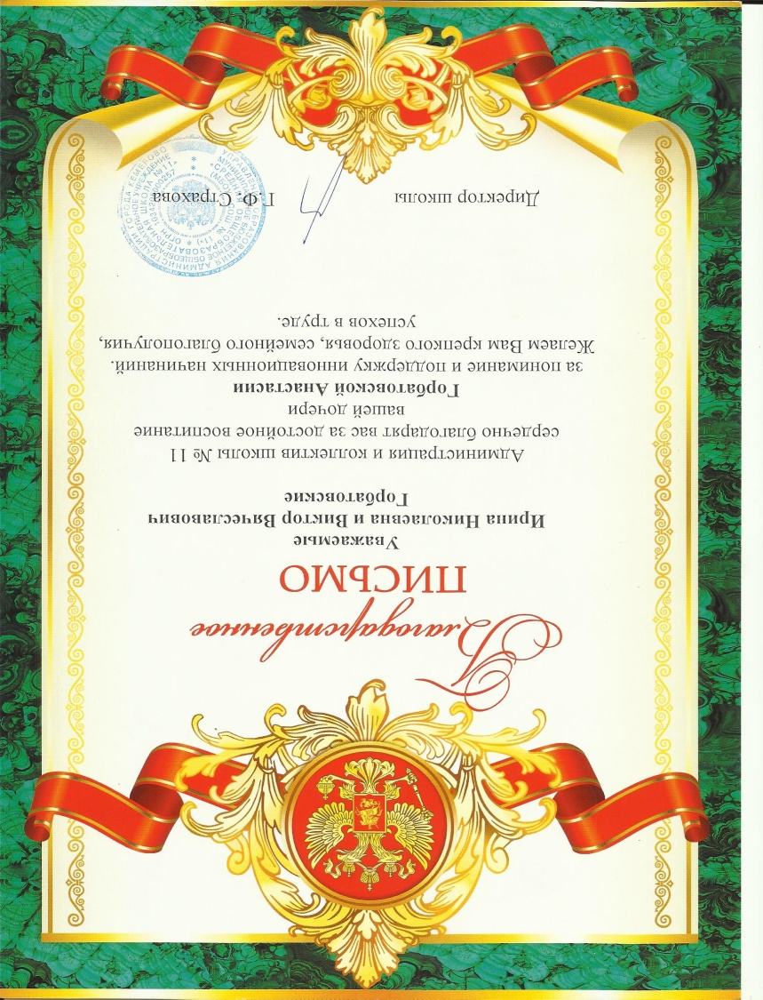 Благодарственное
ПИСЬМО
Уважаемые
Ирина Николаевна и Виктор Вячеславович
Горбатовские
Администрация и коллектив школы № 11
сердечно благодарят вас за достойное воспитание
вашей дочери
Горбатовской Анастасии
за понимание и поддержку инновационных начинаний.
Желаем Вам крепкого здоровья, семейного благополучия,
успехов в труде.
Директор школы Г.Ф. Страхова